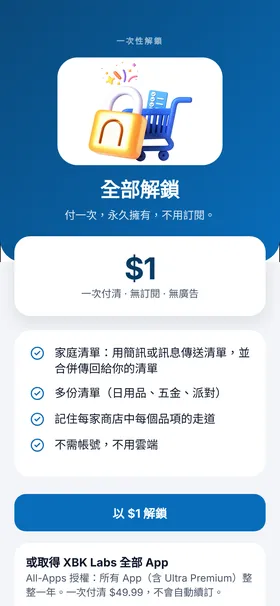 一次性解鎖
全部解鎖
付一次，永久擁有，不用訂閱。
$1
一次付清 · 無訂閱 · 無廣告
家庭清單：用簡訊或訊息傳送清單，並
合併傳回給你的清單
多份清單（日用品、五金、派對）
記住每家商店中每個品項的走道
不需帳號，不用雲端
以 $1 解鎖
或取得 XBK Labs 全部 App
All-Apps 授權：所有 App（含 Ultra Premium）整
整一年。一次付清 $49.99，不會自動續訂。